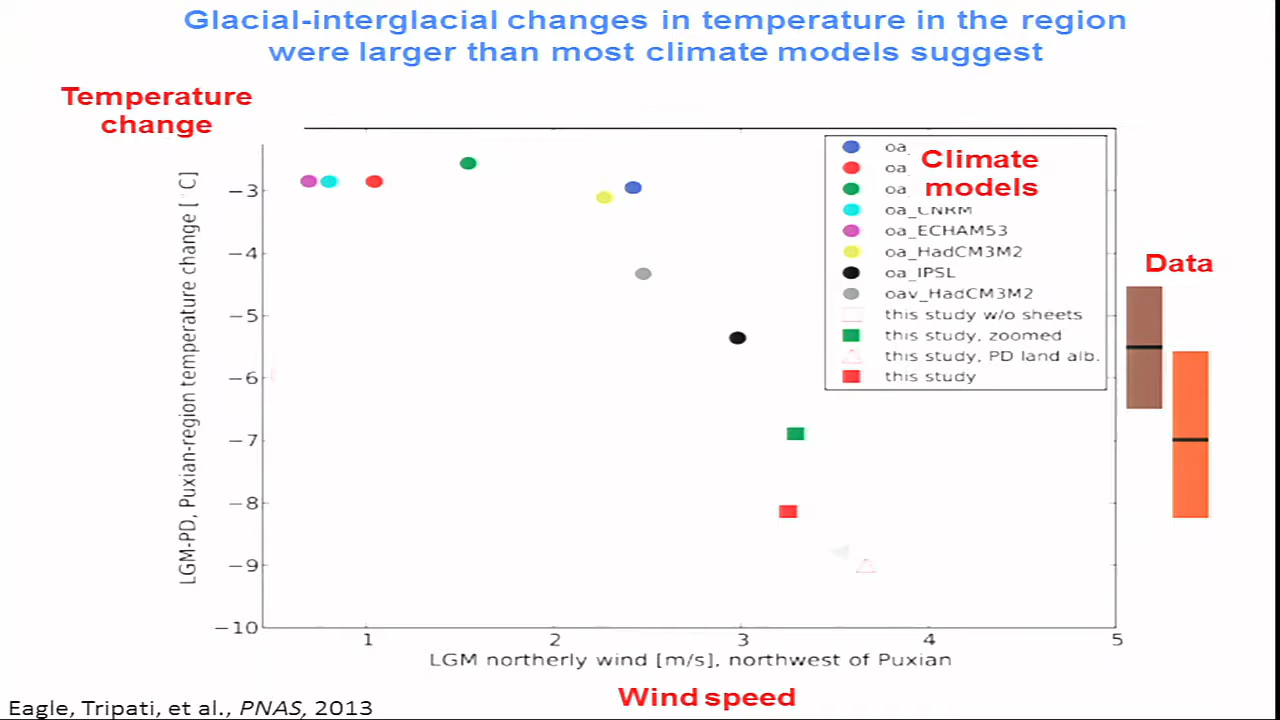 Glacial-interglacial changes in temperature in the region
were larger than most climate models suggest
Temperature
change
LGM-PD, Puxian-region temperature change [°C]
−3
−4
−5
−6
−7
−8
−9
−10
1
2
3
4
5
LGM northerly wind [m/s], northwest of Puxian
Wind speed
Climate
models
oa_
oa_
oa_
oa_CNRM
oa_ECHAM53
oa_HadCM3M2
oa_IPSL
oav_HadCM3M2
this study w/o sheets
this study, zoomed
this study, PD land alb.
this study
Data
Eagle, Tripati, et al., PNAS, 2013